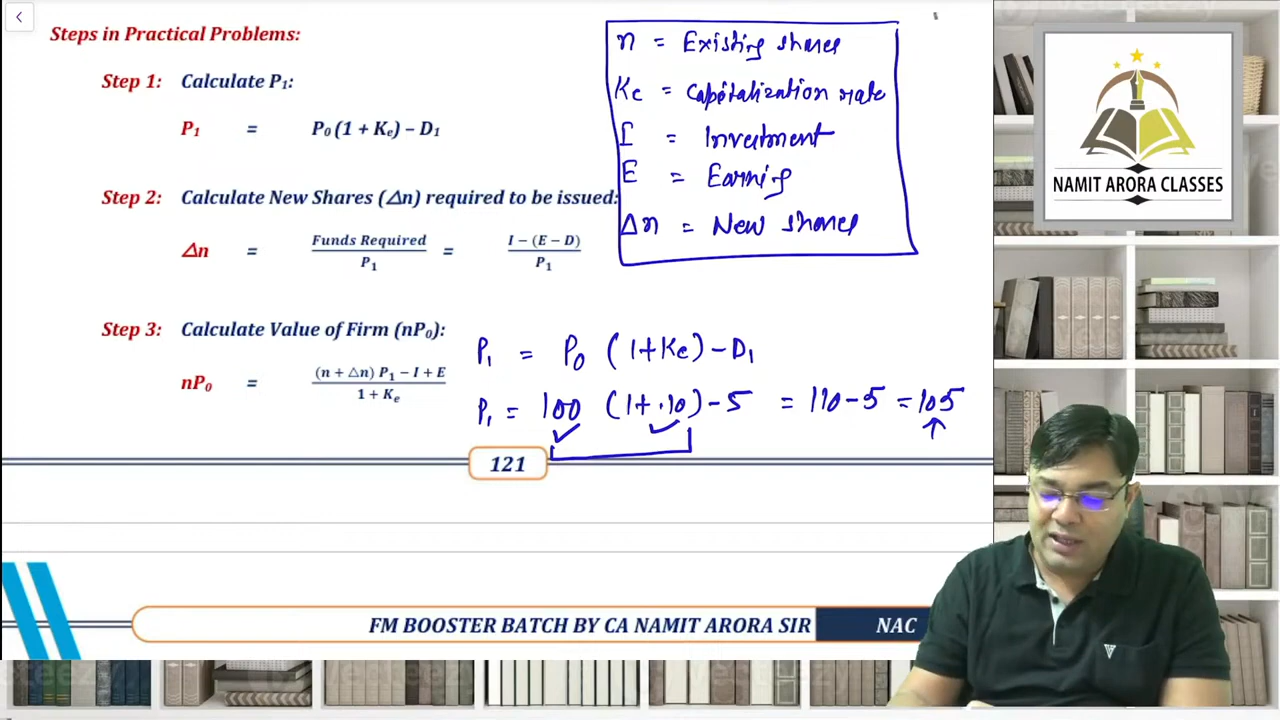 Steps in Practical Problems:
Step 1: Calculate P₁:
P₁ = P₀ (1 + Kₑ) – D₁
Step 2: Calculate New Shares (△n) required to be issued:
△n = Funds Required / P₁ = I – (E – D) / P₁
Step 3: Calculate Value of Firm (nP₀):
nP₀ = (n + △n) P₁ – I + E / 1 + Kₑ
n = Existing shares
Ke = Capitalization rate
I = Investment
E = Earning
Δn = New shares
P₁ = P₀ (1+Ke) – D₁
P₁ = 100 (1+.10) – 5 = 110 – 5 = 105
121
FM BOOSTER BATCH BY CA NAMIT ARORA SIR NAC
NAMIT ARORA CLASSES